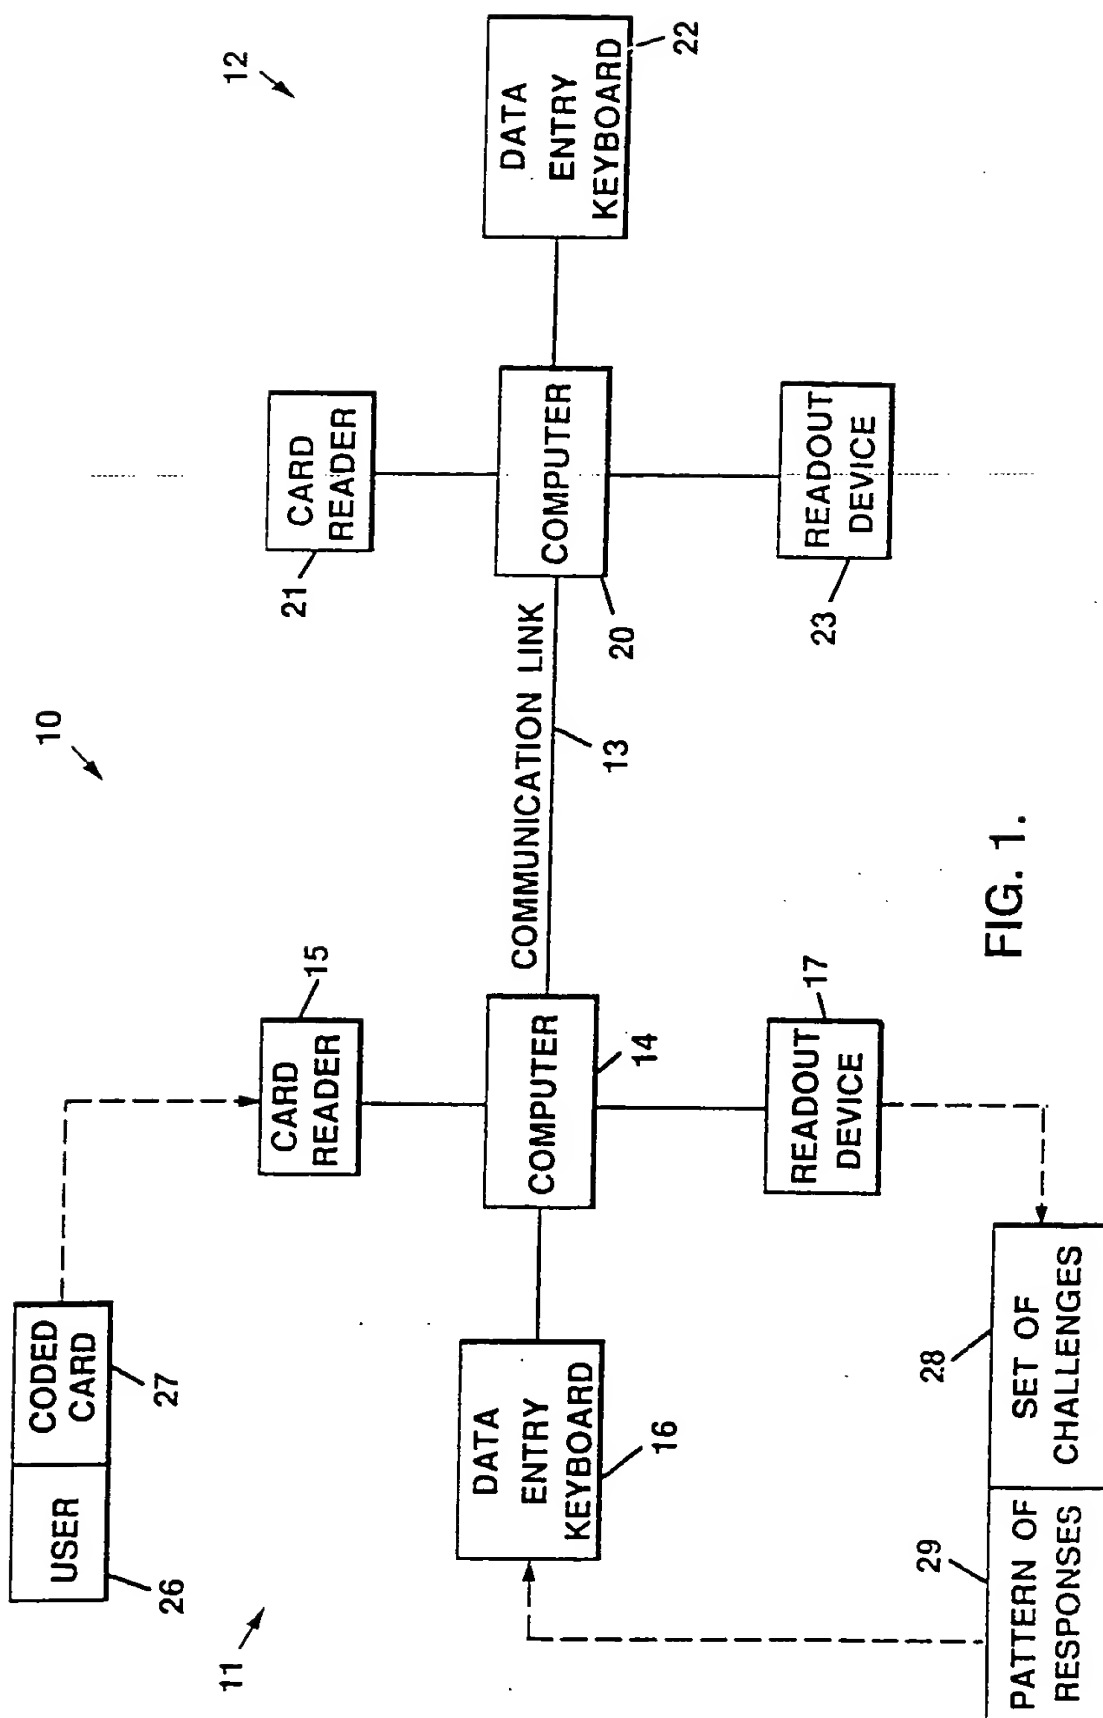 10
11
12
USER
26
CODED
CARD
27
CARD
READER
15
CARD
READER
21
DATA
ENTRY
KEYBOARD
16
COMPUTER
14
COMMUNICATION LINK
13
COMPUTER
20
DATA
ENTRY
KEYBOARD
22
READOUT
DEVICE
17
READOUT
DEVICE
23
29
PATTERN OF
RESPONSES
28
SET OF
CHALLENGES
FIG. 1.